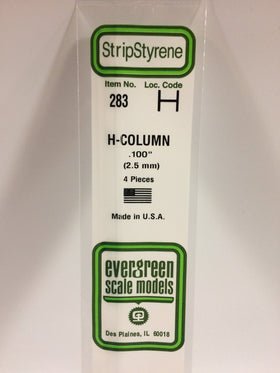 StripStyrene
Item No. Loc. Code
283 H
H-COLUMN
.100"
(2.5 mm)
4 Pieces
Made in U.S.A.
evergreen
scale models
Des Plaines, IL 60018